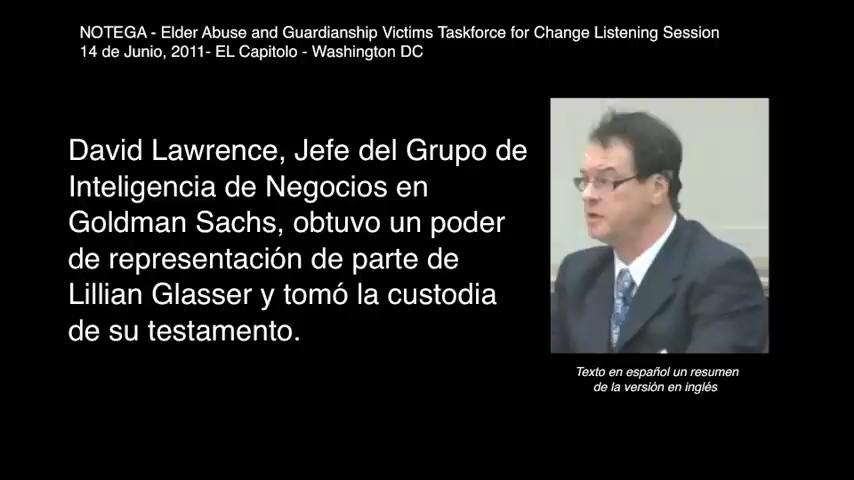 NOTEGA - Elder Abuse and Guardianship Victims Taskforce for Change Listening Session
14 de Junio, 2011- EL Capitolo - Washington DC
David Lawrence, Jefe del Grupo de
Inteligencia de Negocios en
Goldman Sachs, obtuvo un poder
de representación de parte de
Lillian Glasser y tomó la custodia
de su testamento.
Texto en español un resumen
de la versión en inglés